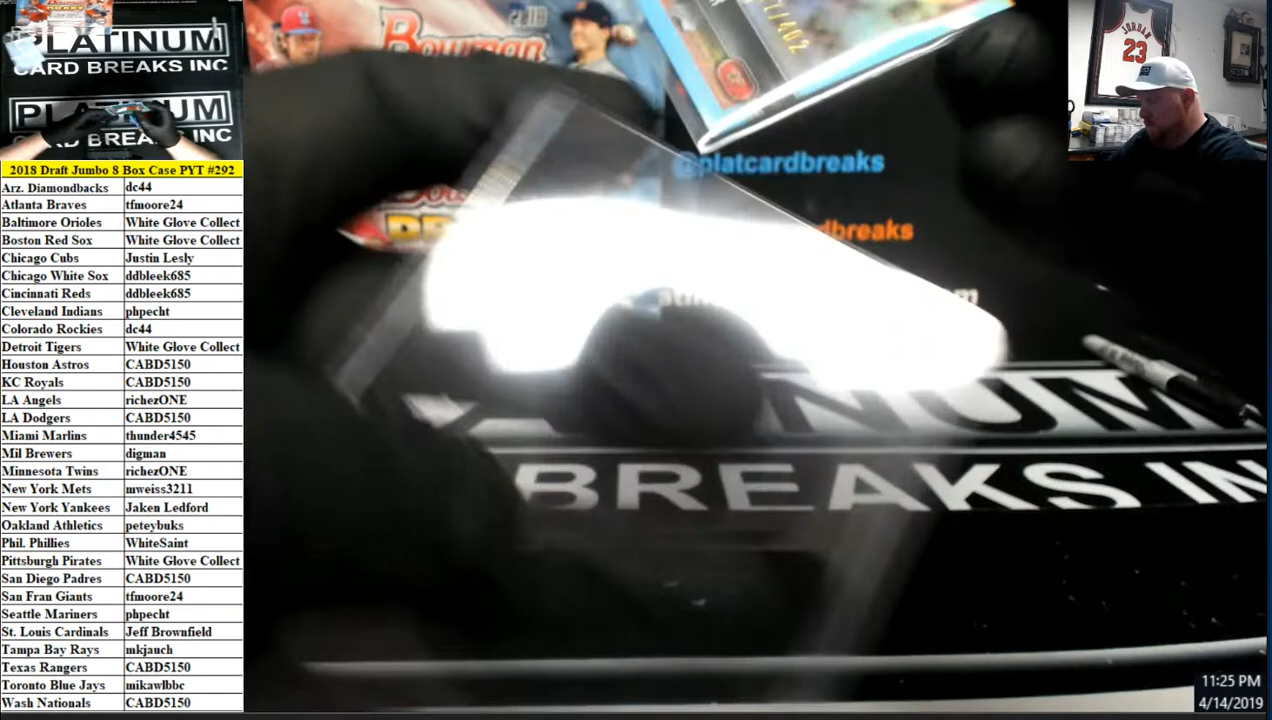 PLATINUM
CARD BREAKS INC
PLATINUM
CARD BREAKS INC
Bowman
2018
/402
JORDAN
23
@platcardbreaks
breaks
2018 Draft Jumbo 8 Box Case PYT #292
Arz. Diamondbacks dc44
Atlanta Braves tfmoore24
Baltimore Orioles White Glove Collect
Boston Red Sox White Glove Collect
Chicago Cubs Justin Lesly
Chicago White Sox ddbleek685
Cincinnati Reds ddbleek685
Cleveland Indians phpecht
Colorado Rockies dc44
Detroit Tigers White Glove Collect
Houston Astros CABD5150
KC Royals CABD5150
LA Angels richezONE
LA Dodgers CABD5150
Miami Marlins thunder4545
Mil Brewers digman
Minnesota Twins richezONE
New York Mets mweiss3211
New York Yankees Jaken Ledford
Oakland Athletics peteybuks
Phil. Phillies WhiteSaint
Pittsburgh Pirates White Glove Collect
San Diego Padres CABD5150
San Fran Giants tfmoore24
Seattle Mariners phpecht
St. Louis Cardinals Jeff Brownfield
Tampa Bay Rays mkjauch
Texas Rangers CABD5150
Toronto Blue Jays mikawlbbc
Wash Nationals CABD5150
NUM
BREAKS IN
11:25 PM
4/14/2019